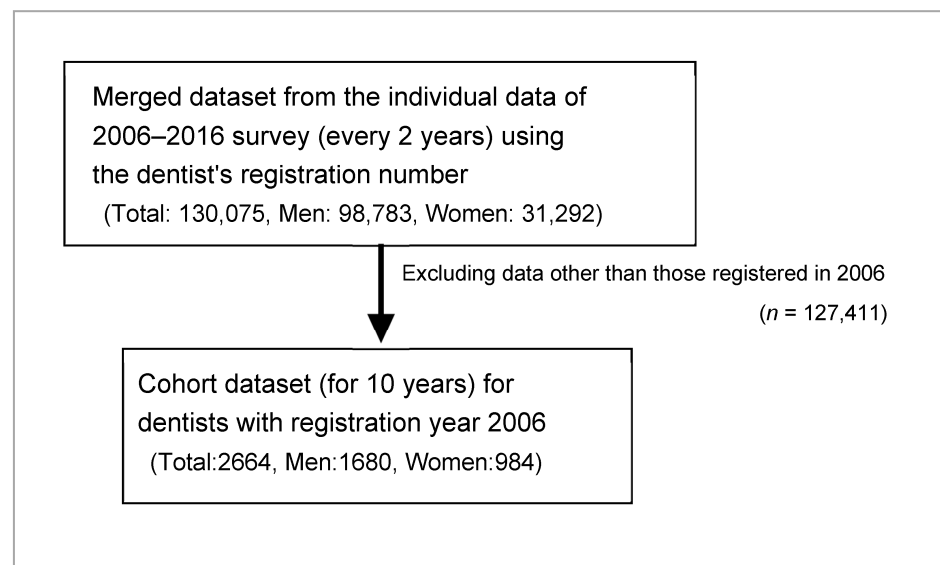 Merged dataset from the individual data of
2006–2016 survey (every 2 years) using
the dentist's registration number
(Total: 130,075, Men: 98,783, Women: 31,292)
Excluding data other than those registered in 2006
(n = 127,411)
Cohort dataset (for 10 years) for
dentists with registration year 2006
(Total:2664, Men:1680, Women:984)